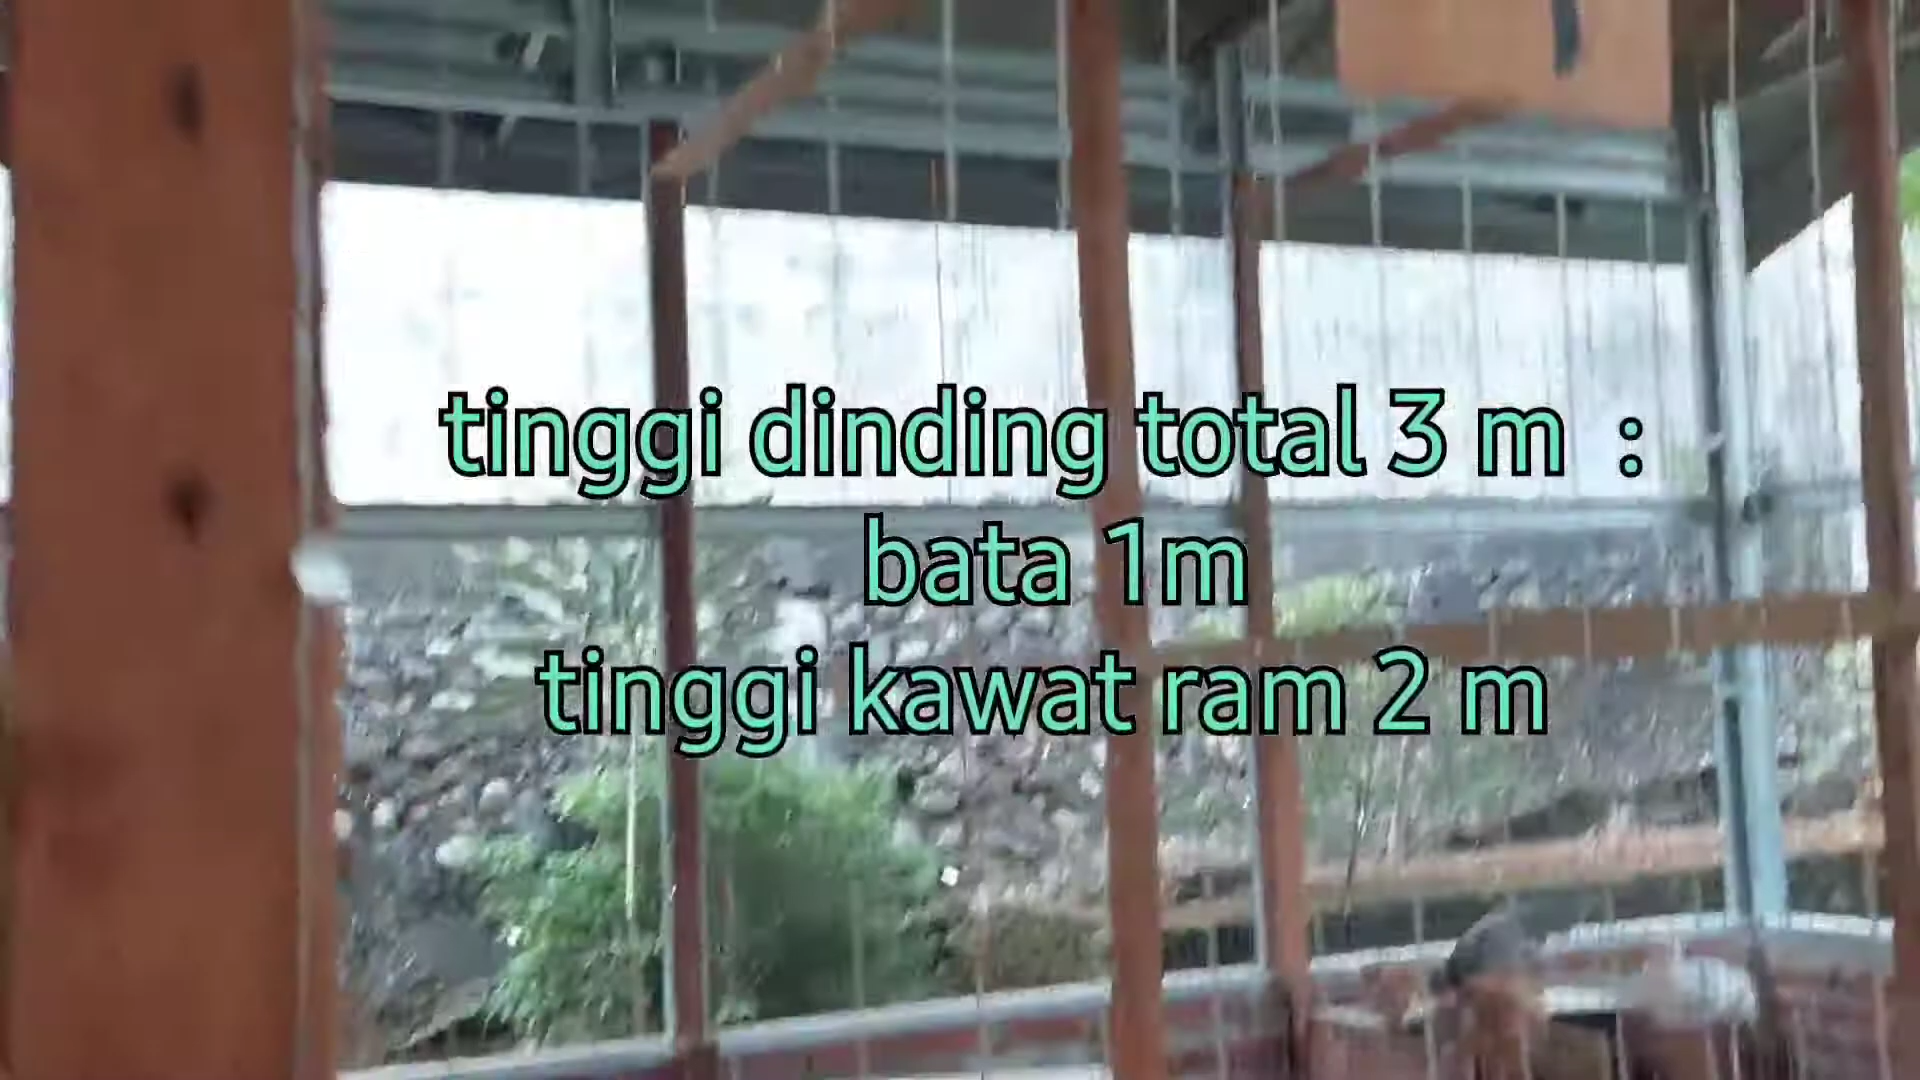 tinggi dinding total 3 m :
bata 1m
tinggi kawat ram 2 m